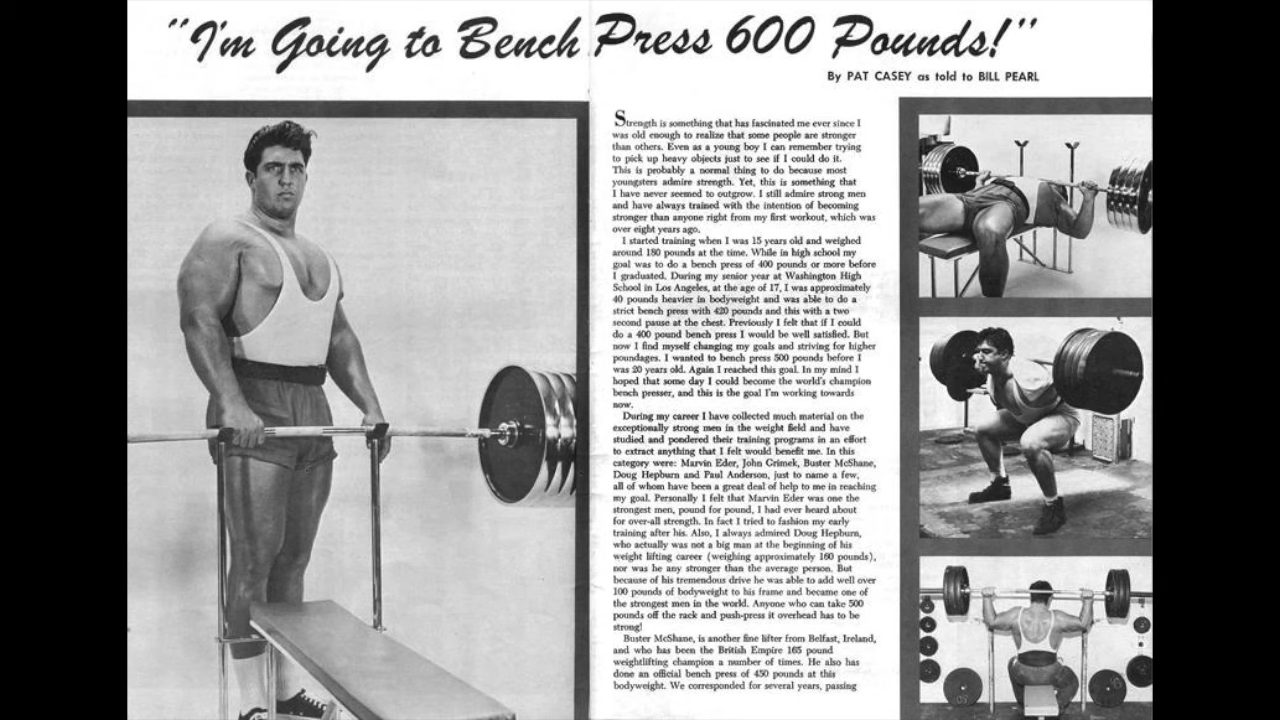 "I'm Going to Bench Press 600 Pounds!"
By PAT CASEY as told to BILL PEARL
Strength is something that has fascinated me ever since I
was old enough to realize that some people are stronger
than others. Even as a young boy I can remember trying
to pick up heavy objects just to see if I could do it.
This is probably a normal thing to do because most
youngsters admire strength. Yet, this is something that
I have never seemed to outgrow. I still admire strong men
and have always trained with the intention of becoming
stronger than anyone right from my first workout, which was
over eight years ago.
I started training when I was 15 years old and weighed
around 180 pounds at the time. While in high school my
goal was to do a bench press of 400 pounds or more before
I graduated. During my senior year at Washington High
School in Los Angeles, at the age of 17, I was approximately
40 pounds heavier in bodyweight and was able to do a
strict bench press with 420 pounds and this with a two
second pause at the chest. Previously I felt that if I could
do a 400 pound bench press I would be well satisfied. But
now I find myself changing my goals and striving for higher
poundages. I wanted to bench press 500 pounds before I
was 20 years old. Again I reached this goal. In my mind I
hoped that some day I could become the world's champion
bench presser, and this is the goal I'm working towards
now.
During my career I have collected much material on the
exceptionally strong men in the weight field and have
studied and pondered their training programs in an effort
to extract anything that I felt would benefit me. In this
category were: Marvin Eder, John Grimek, Buster McShane,
Doug Hepburn and Paul Anderson, just to name a few,
all of whom have been a great deal of help to me in reaching
my goal. Personally I felt that Marvin Eder was one the
strongest men, pound for pound, I had ever heard about
for over-all strength. In fact I tried to fashion my early
training after his. Also, I always admired Doug Hepburn,
who actually was not a big man at the beginning of his
weight lifting career (weighing approximately 160 pounds),
nor was he any stronger than the average person. But
because of his tremendous drive he was able to add well over
100 pounds of bodyweight to his frame and became one of
the strongest men in the world. Anyone who can take 500
pounds off the rack and push-press it overhead has to be
strong!
Buster McShane, is another fine lifter from Belfast, Ireland,
and who has been the British Empire 165 pound
weightlifting champion a number of times. He also has
done an official bench press of 450 pounds at this
bodyweight. We corresponded for several years, passing